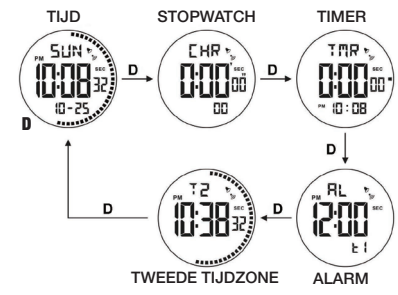 TIJD STOPWATCH TIMER
SUN
PM 10:08 SEC 32
10-25
D
D
CHR
0:00 SEC 00
00
D
TMR
0:00 SEC 00
PM 10:08
D
T2
PM 10:38 SEC 32
D
AL
PM 12:00 SEC
t1
D
TWEEDE TIJDZONE ALARM